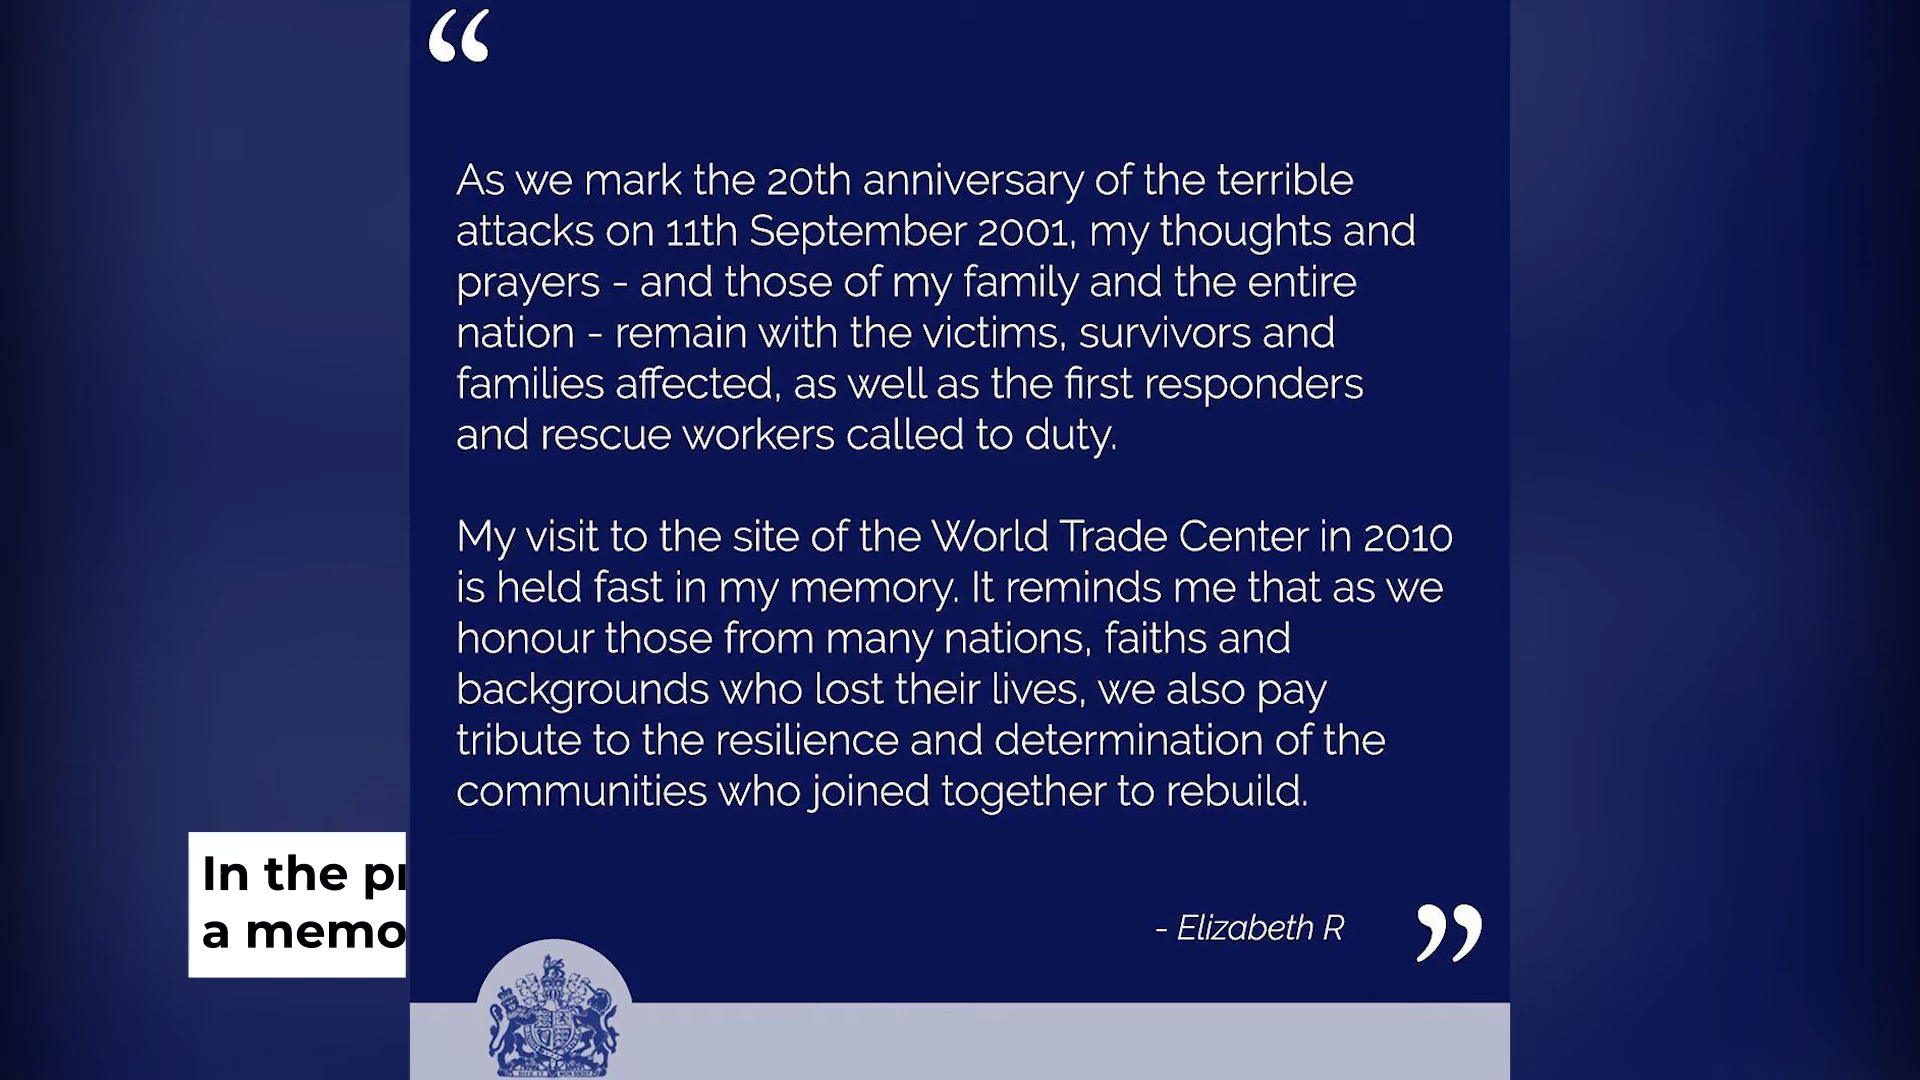 As we mark the 20th anniversary of the terrible
attacks on 11th September 2001, my thoughts and
prayers - and those of my family and the entire
nation - remain with the victims, survivors and
families affected, as well as the first responders
and rescue workers called to duty.
My visit to the site of the World Trade Center in 2010
is held fast in my memory. It reminds me that as we
honour those from many nations, faiths and
backgrounds who lost their lives, we also pay
tribute to the resilience and determination of the
communities who joined together to rebuild.
- Elizabeth R
In the
a